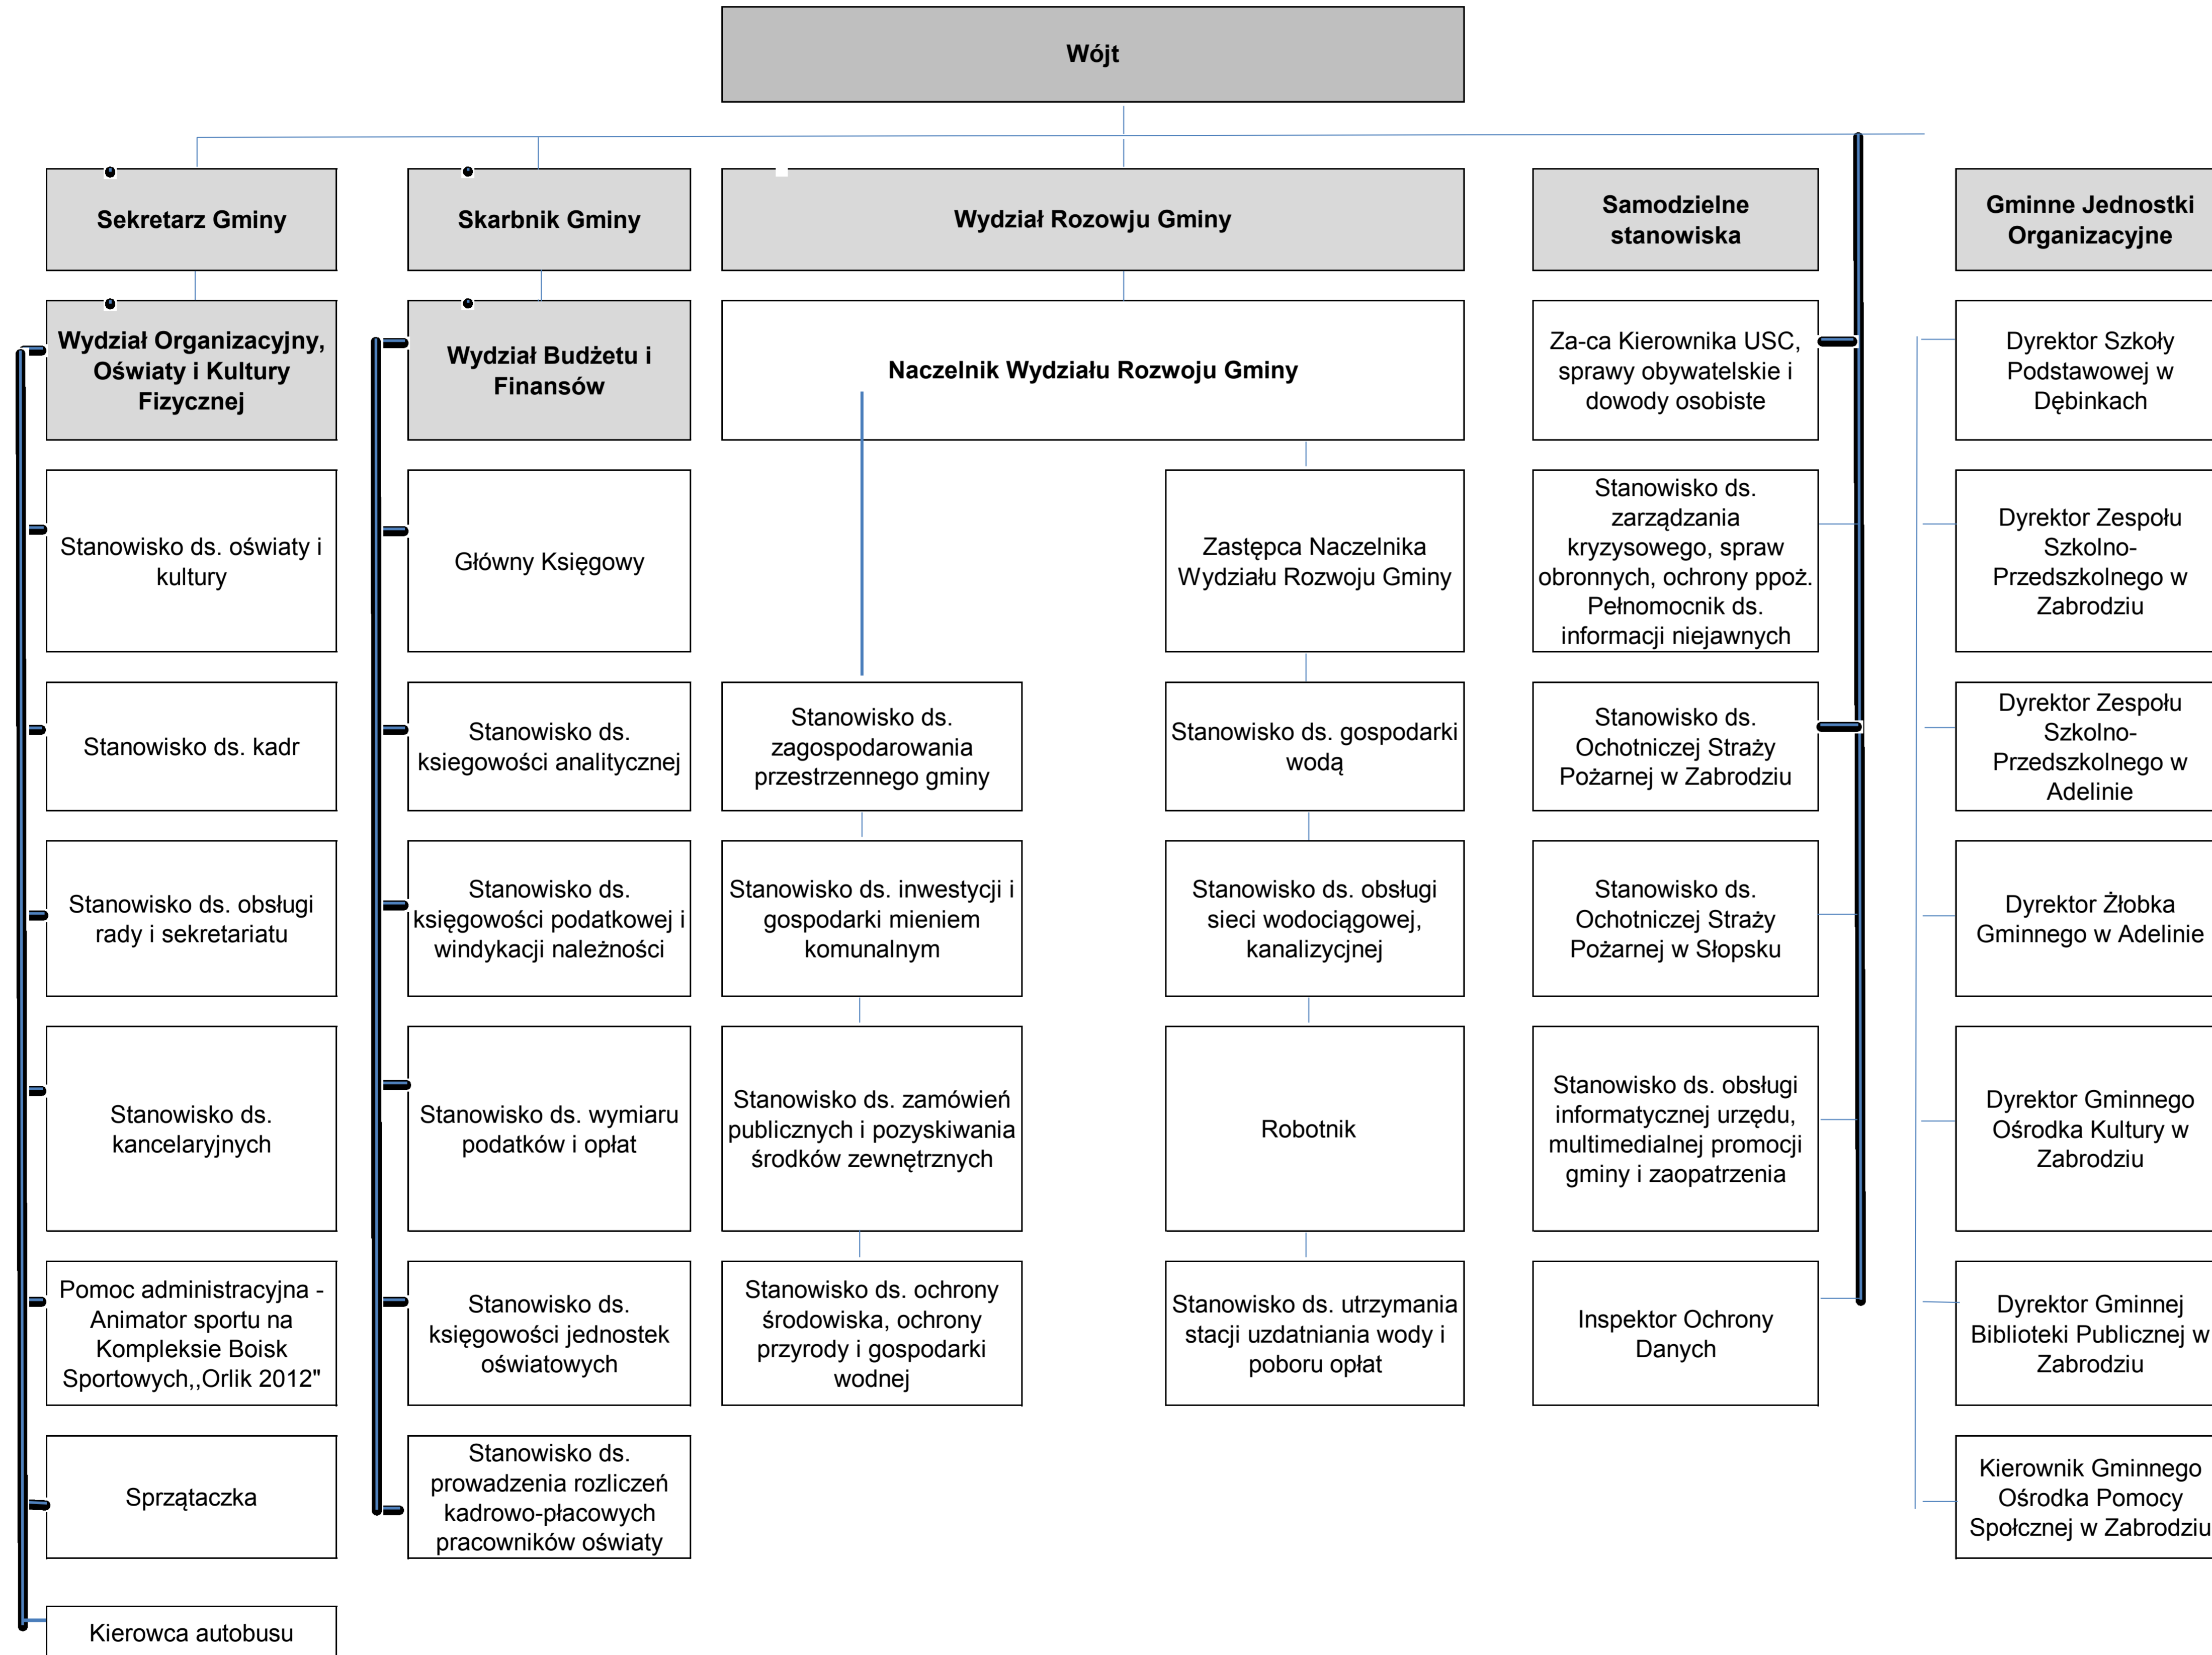 Wójt
Sekretarz Gminy
Skarbnik Gminy
Wydział Rozowju Gminy
Samodzielne
stanowiska
Gminne Jednostki
Organizacyjne
Wydział Organizacyjny,
Oświaty i Kultury
Fizycznej
Wydział Budżetu i
Finansów
Naczelnik Wydziału Rozwoju Gminy
Za-ca Kierownika USC,
sprawy obywatelskie i
dowody osobiste
Dyrektor Szkoły
Podstawowej w
Dębinkach
Stanowisko ds. oświaty i
kultury
Główny Księgowy
Zastępca Naczelnika
Wydziału Rozwoju Gminy
Stanowisko ds.
zarządzania
kryzysowego, spraw
obronnych, ochrony ppoż.
Pełnomocnik ds.
informacji niejawnych
Dyrektor Zespołu
Szkolno-
Przedszkolnego w
Zabrodziu
Stanowisko ds. kadr
Stanowisko ds.
ksiegowości analitycznej
Stanowisko ds.
zagospodarowania
przestrzennego gminy
Stanowisko ds. gospodarki
wodą
Stanowisko ds.
Ochotniczej Straży
Pożarnej w Zabrodziu
Dyrektor Zespołu
Szkolno-
Przedszkolnego w
Adelinie
Stanowisko ds. obsługi
rady i sekretariatu
Stanowisko ds.
księgowości podatkowej i
windykacji należności
Stanowisko ds. inwestycji i
gospodarki mieniem
komunalnym
Stanowisko ds. obsługi
sieci wodociągowej,
kanalizycjnej
Stanowisko ds.
Ochotniczej Straży
Pożarnej w Słopsku
Dyrektor Żłobka
Gminnego w Adelinie
Stanowisko ds.
kancelaryjnych
Stanowisko ds. wymiaru
podatków i opłat
Stanowisko ds. zamówień
publicznych i pozyskiwania
środków zewnętrznych
Robotnik
Stanowisko ds. obsługi
informatycznej urzędu,
multimedialnej promocji
gminy i zaopatrzenia
Dyrektor Gminnego
Ośrodka Kultury w
Zabrodziu
Pomoc administracyjna -
Animator sportu na
Kompleksie Boisk
Sportowych,,Orlik 2012"
Stanowisko ds.
księgowości jednostek
oświatowych
Stanowisko ds. ochrony
środowiska, ochrony
przyrody i gospodarki
wodnej
Stanowisko ds. utrzymania
stacji uzdatniania wody i
poboru opłat
Inspektor Ochrony
Danych
Dyrektor Gminnej
Biblioteki Publicznej w
Zabrodziu
Sprzątaczka
Stanowisko ds.
prowadzenia rozliczeń
kadrowo-płacowych
pracowników oświaty
Kierownik Gminnego
Ośrodka Pomocy
Społcznej w Zabrodziu
Kierowca autobusu